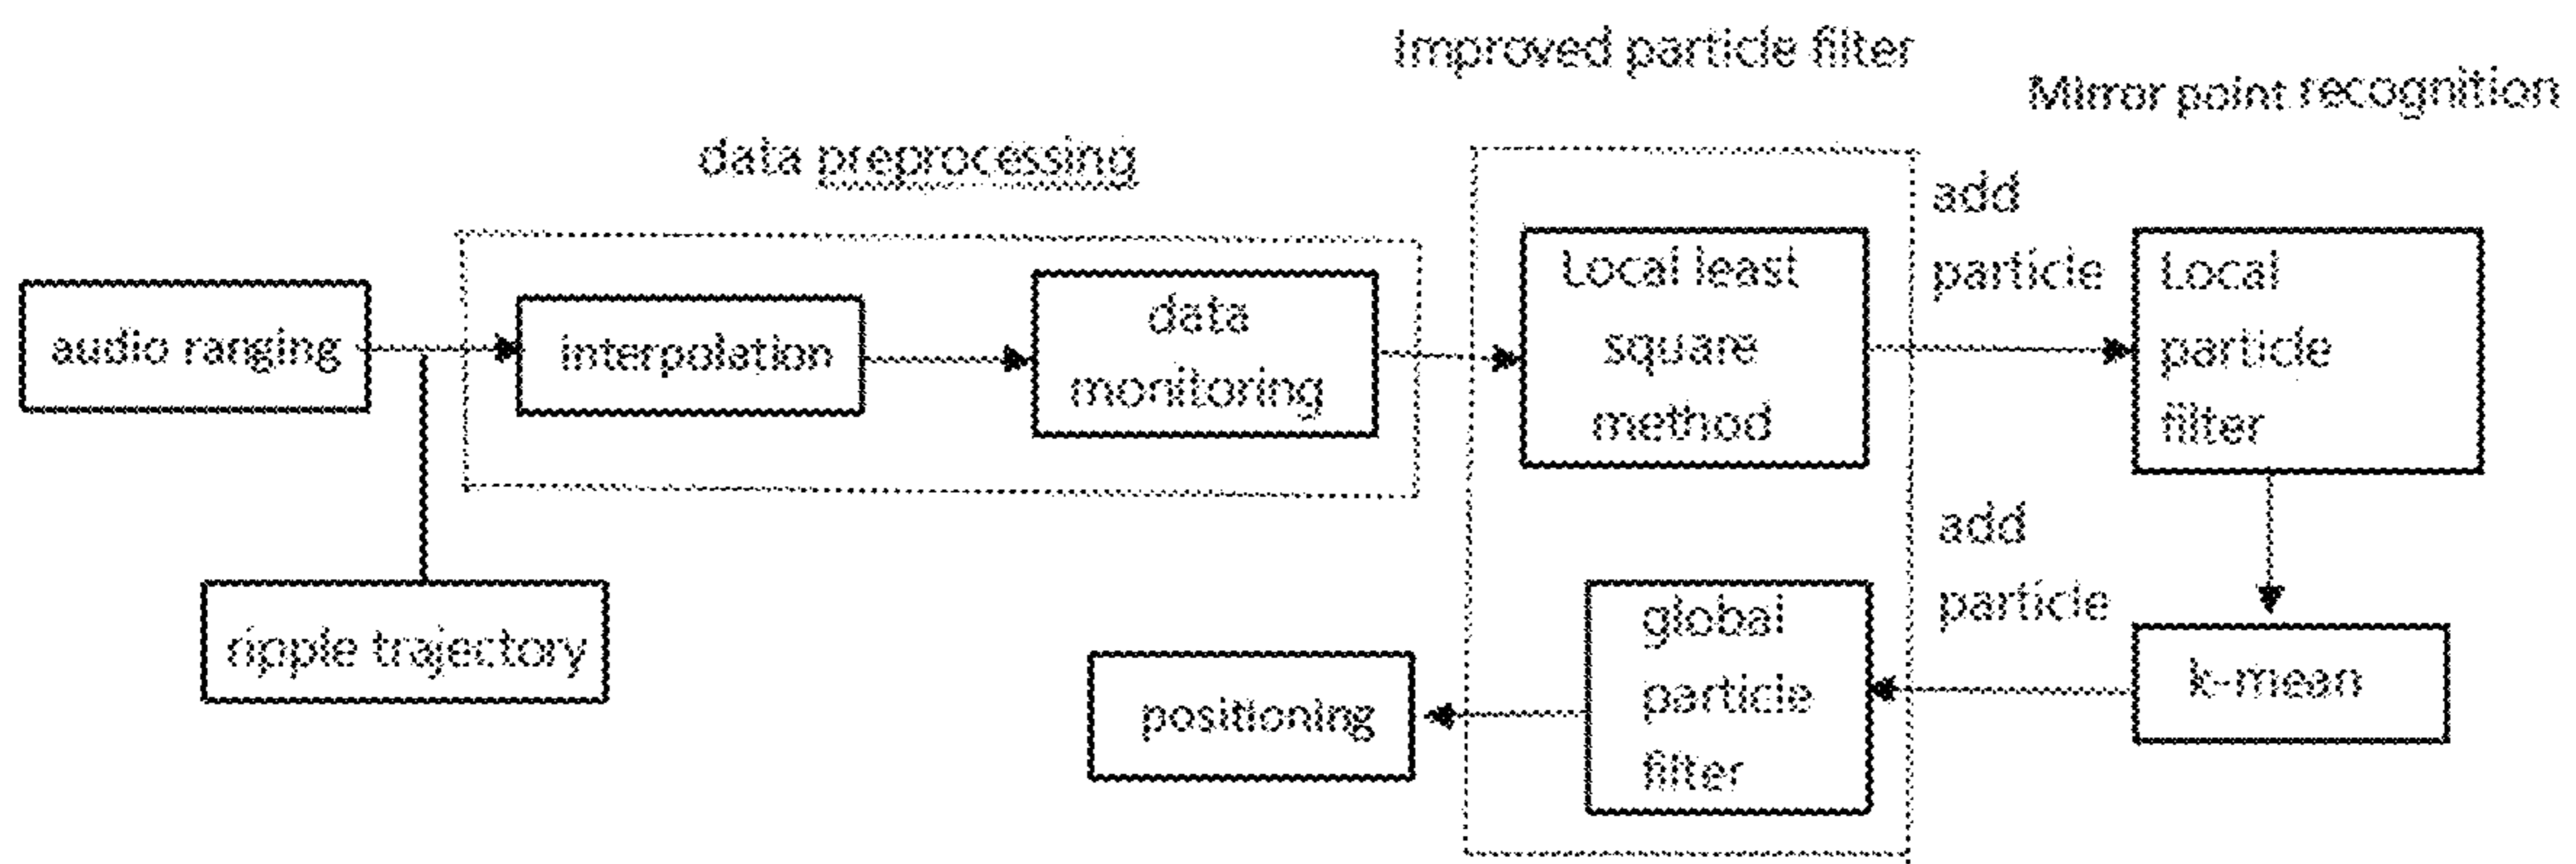 Improved particle filter
Mirror point recognition
data preprocessing
add
particle
audio ranging
interpolation
data
monitoring
Local least
square
method
Local
particle
filter
add
particle
ripple trajectory
positioning
global
particle
filter
k-mean